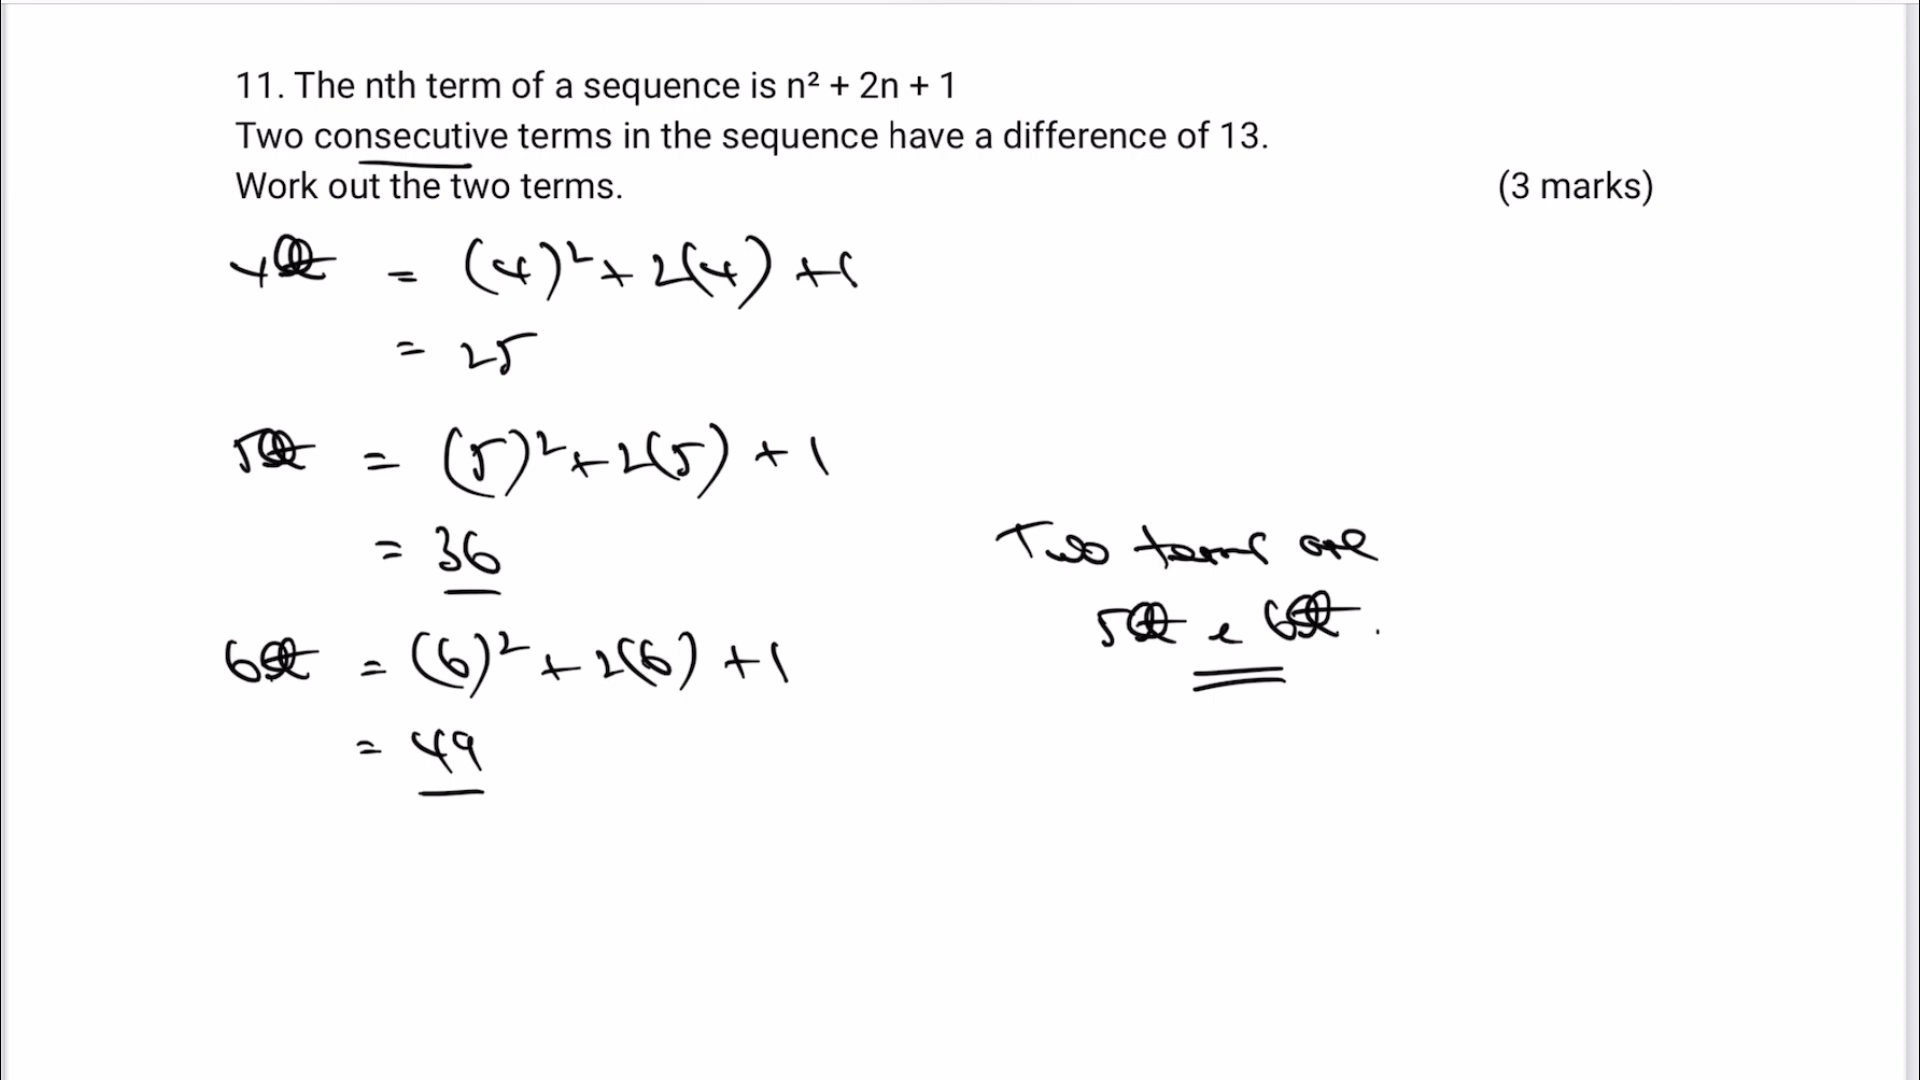 11. The nth term of a sequence is n² + 2n + 1
Two consecutive terms in the sequence have a difference of 13.
Work out the two terms.
(3 marks)
4th = (4)² + 2(4) + 1
= 25
5th = (5)² + 2(5) + 1
= 36
6th = (6)² + 2(6) + 1
= 49
Two terms are
5th & 6th.